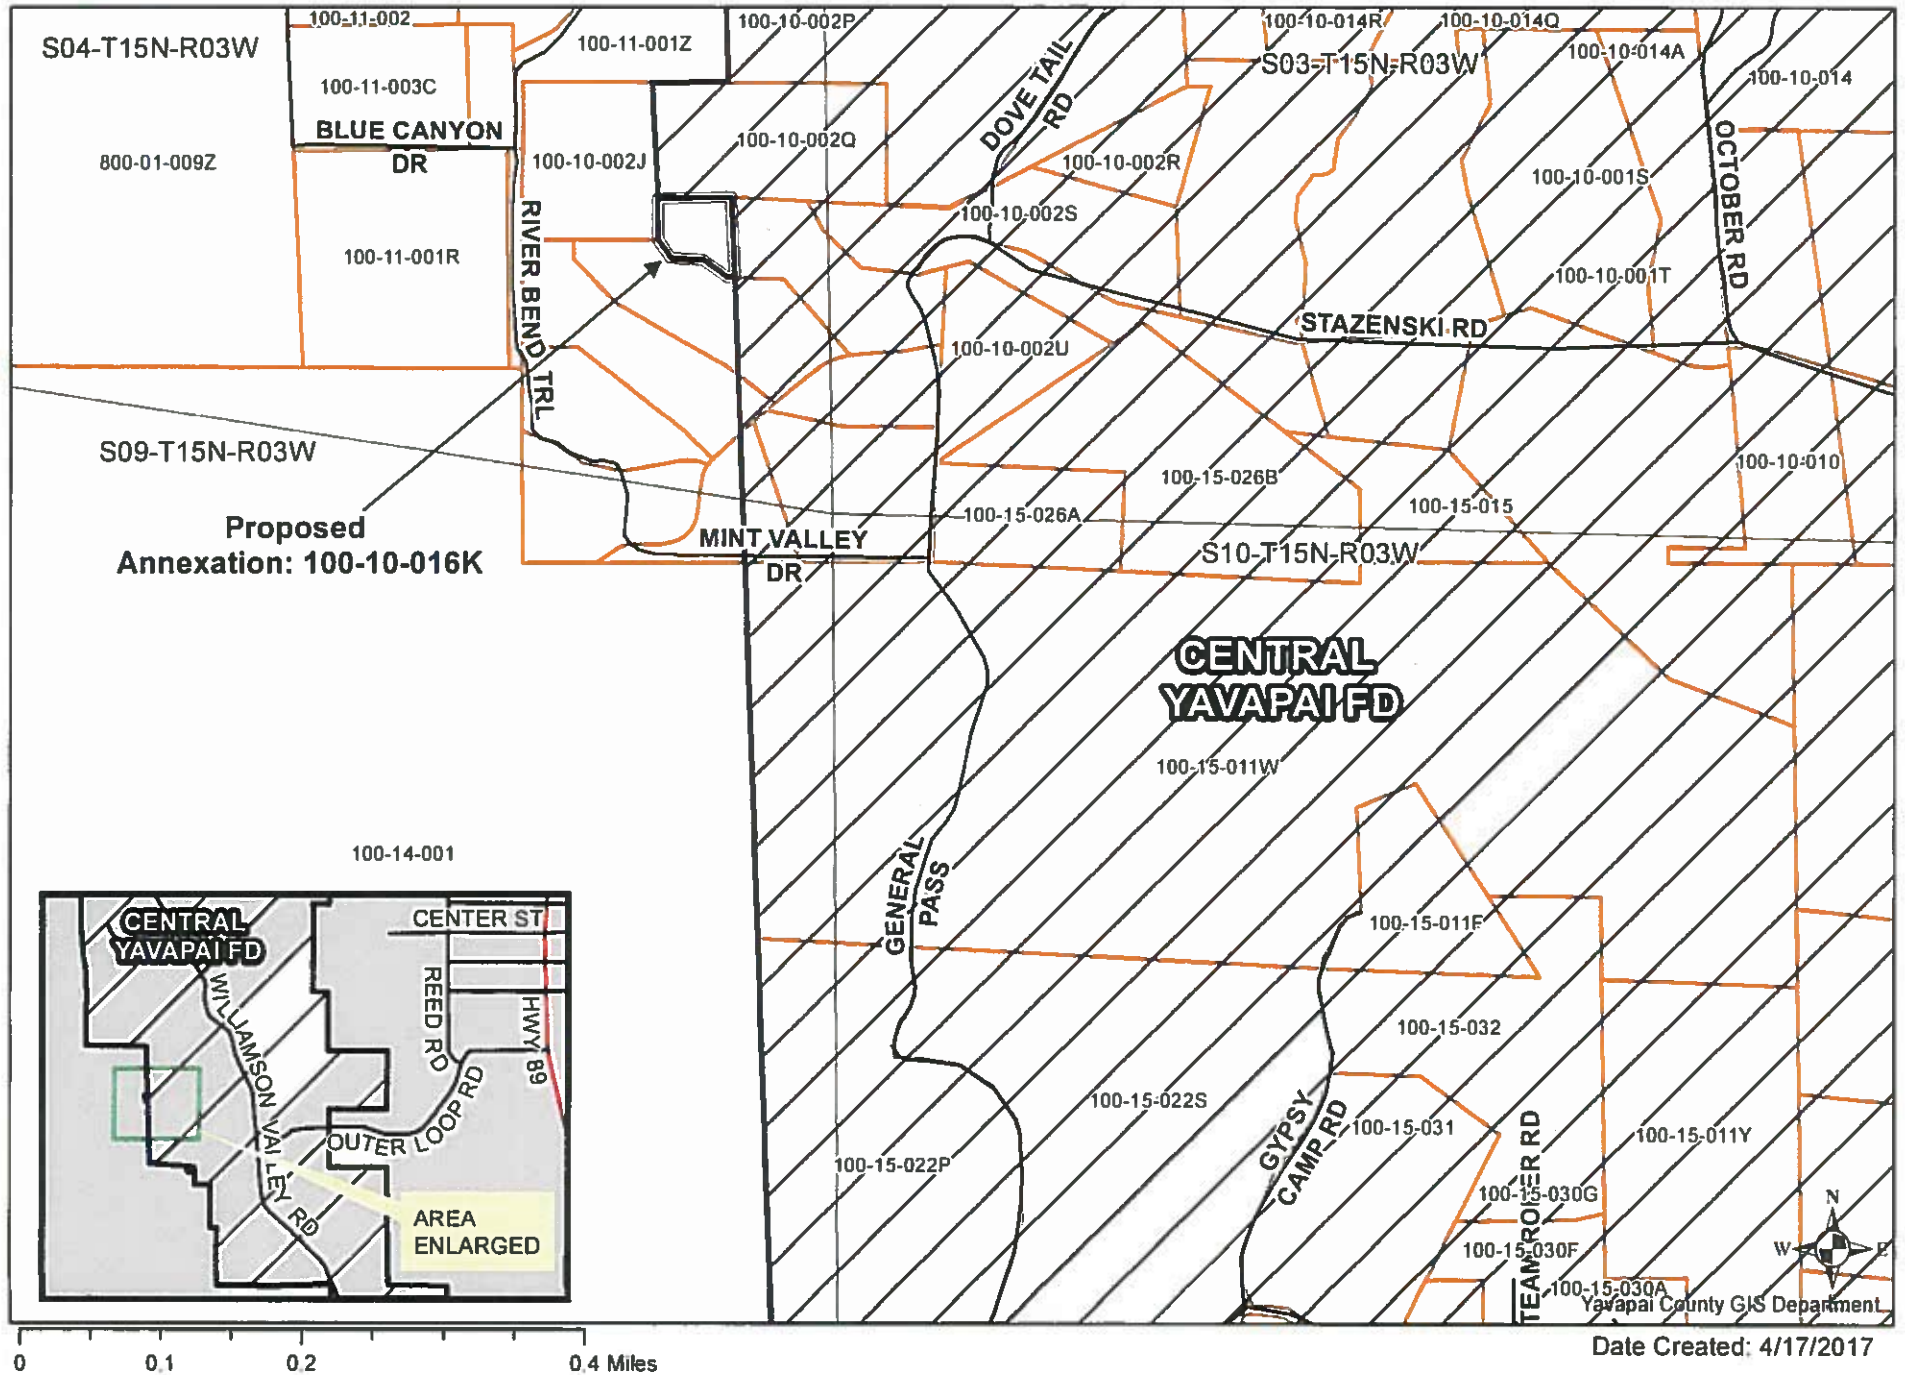 100-11-002
100-10-002P
100-10-014R
100-10-014Q
S04-T15N-R03W
100-11-001Z
100-10-014A
S03-T15N-R03W
100-10-014
100-11-003C
DOVE TAIL
RD
BLUE CANYON
DR
100-10-002Q
800-01-009Z
100-10-002J
100-10-002R
100-10-001S
OCTOBER RD
100-10-002S
100-11-001R
RIVER BEND TRL
100-10-001T
STAZENSKI RD
100-10-002U
S09-T15N-R03W
100-10-010
100-15-026B
100-15-015
100-15-026A
Proposed
Annexation: 100-10-016K
MINT VALLEY
DR
S10-T15N-R03W
CENTRAL
YAVAPAI FD
100-15-011W
100-14-001
GENERAL
PASS
100-15-011F
100-15-032
100-15-022S
GYPSY
CAMP RD
100-15-031
100-15-011Y
100-15-022P
TEAM ROPER RD
100-15-030G
100-15-030F
100-15-030A
N
W
E
Yavapai County GIS Department
CENTRAL
YAVAPAI FD
CENTER ST
REED RD
HWY 89
WILLIAMSON VALLEY RD
OUTER LOOP RD
AREA
ENLARGED
0
0.1
0.2
0.4 Miles
Date Created: 4/17/2017